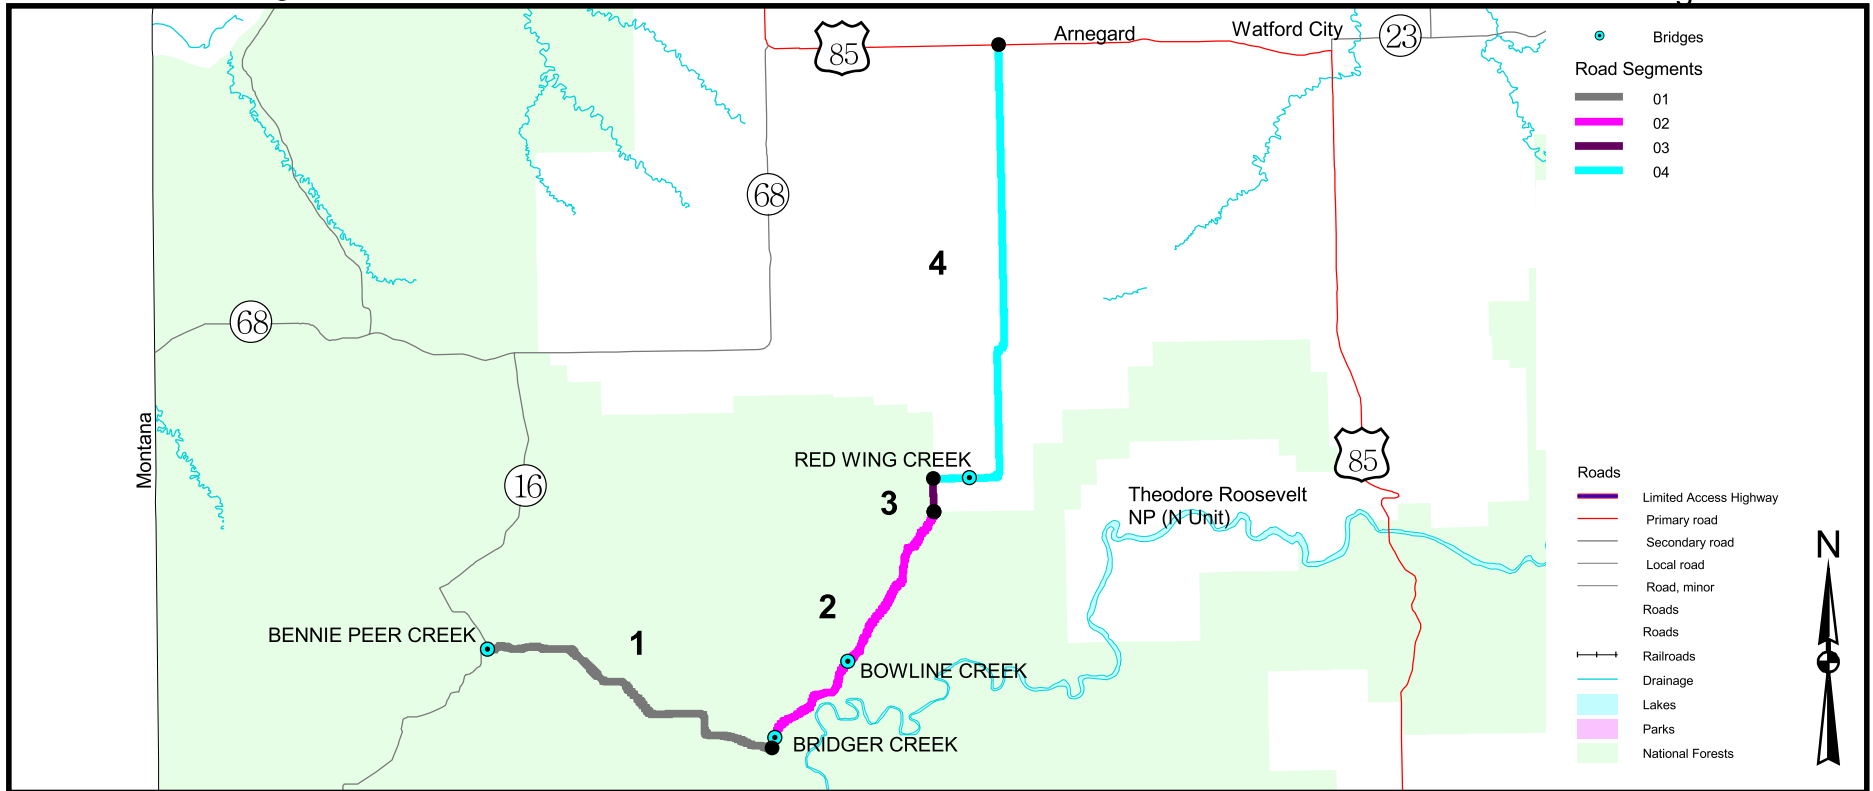 85
Arnegard
Watford City
23
Bridges
Road Segments
01
02
03
04
68
4
68
Montana
RED WING CREEK
85
16
3
Theodore Roosevelt
NP (N Unit)
Roads
Limited Access Highway
Primary road
Secondary road
Local road
Road, minor
Roads
Roads
Railroads
Drainage
Lakes
Parks
National Forests
N
2
BENNIE PEER CREEK
1
BOWLINE CREEK
BRIDGER CREEK